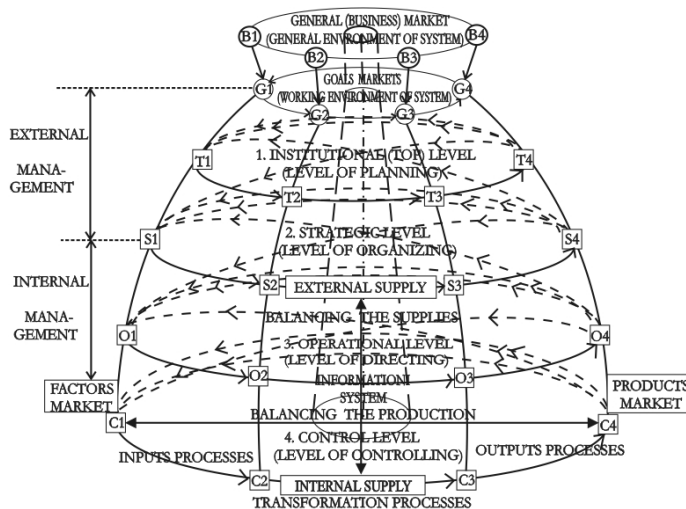 GENERAL (BUSINESS) MARKET
B1 (GENERAL ENVIRONMENT OF SYSTEM) B4
B2 B3
GOALS MARKETS
G1 (WORKING ENVIRONMENT OF SYSTEM) G4
G2 G3
EXTERNAL
MANA-
GEMENT
T1 1. INSTITUTIONAL (TOP) LEVEL T4
(LEVEL OF PLANNING)
T2 T3
S1 2. STRATEGIC LEVEL S4
(LEVEL OF ORGANIZING)
INTERNAL
MANA-
GEMENT
S2 EXTERNAL SUPPLY S3
BALANCING THE SUPPLIES
O1 O4
3. OPERATIONAL LEVEL
(LEVEL OF DIRECTING)
O2 INFORMATIONI O3
SYSTEM
FACTORS
MARKET
PRODUCTS
MARKET
C1 BALANCING THE PRODUCTION C4
4. CONTROL LEVEL
(LEVEL OF CONTROLLING)
INPUTS PROCESSES
OUTPUTS PROCESSES
C2 INTERNAL SUPPLY C3
TRANSFORMATION PROCESSES